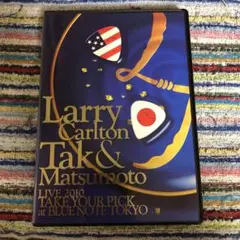 Larry
Carlton
Tak &
Matsumoto
LIVE 2010
TAKE YOUR PICK
at BLUE NOTE TOKYO